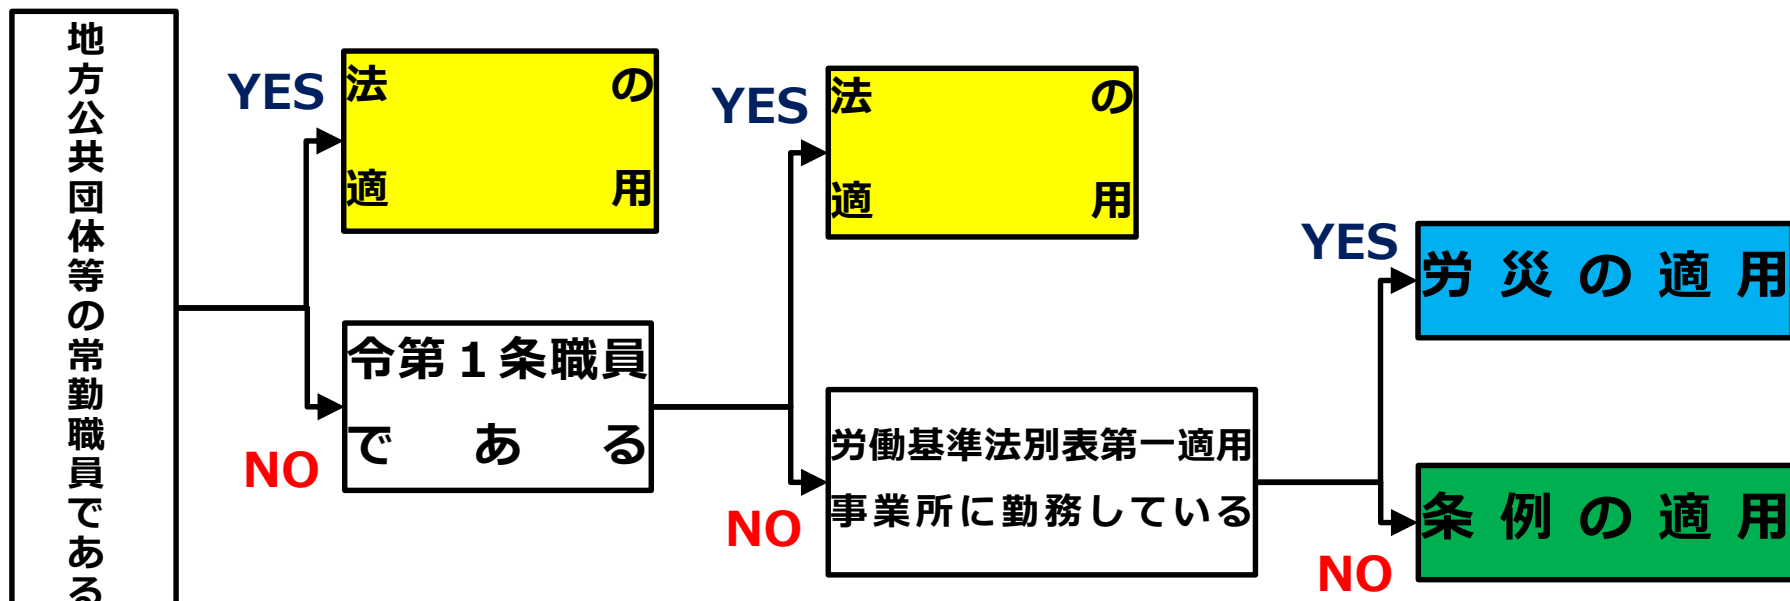 地方公共団体等の常勤職員である
YES
法の
適用
NO
令第１条職員
である
YES
法の
適用
NO
労働基準法別表第一適用
事業所に勤務している
YES
労災の適用
NO
条例の適用